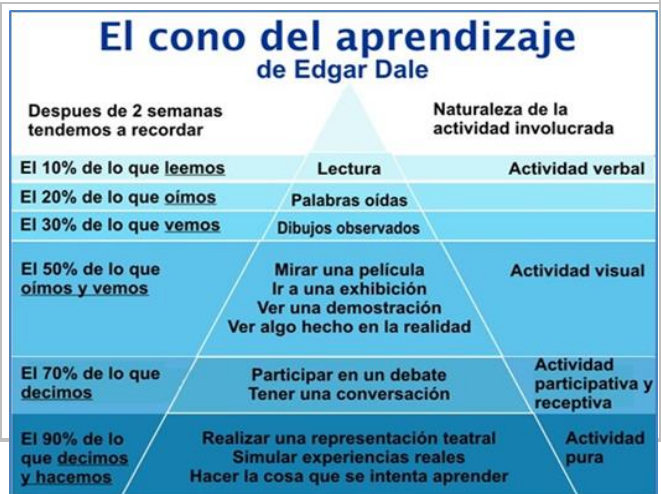 El cono del aprendizaje
de Edgar Dale
Despues de 2 semanas
tendemos a recordar
Naturaleza de la
actividad involucrada
El 10% de lo que leemos
Lectura
Actividad verbal
El 20% de lo que oímos
Palabras oídas
El 30% de lo que vemos
Dibujos observados
El 50% de lo que
oímos y vemos
Mirar una película
Ir a una exhibición
Ver una demostración
Ver algo hecho en la realidad
Actividad visual
El 70% de lo que
decimos
Participar en un debate
Tener una conversación
Actividad
participativa y
receptiva
El 90% de lo
que decimos
y hacemos
Realizar una representación teatral
Simular experiencias reales
Hacer la cosa que se intenta aprender
Actividad
pura